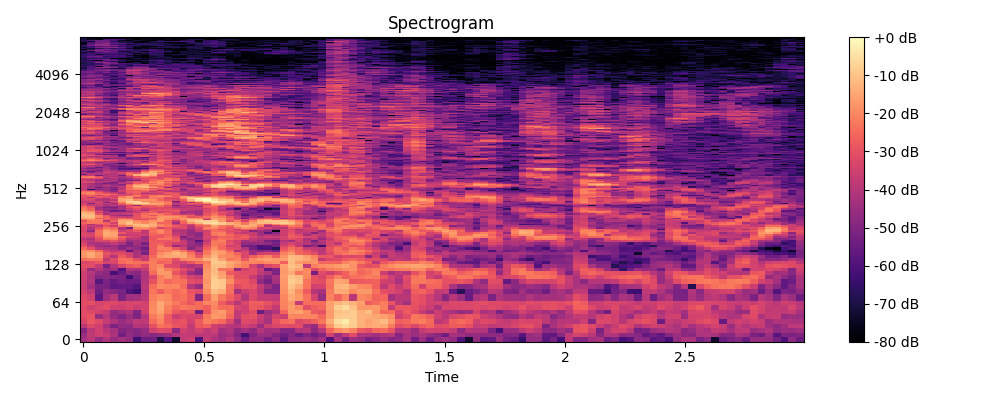 Spectrogram
Hz
4096
2048
1024
512
256
128
64
0
0
0.5
1
1.5
2
2.5
Time
+0 dB
-10 dB
-20 dB
-30 dB
-40 dB
-50 dB
-60 dB
-70 dB
-80 dB